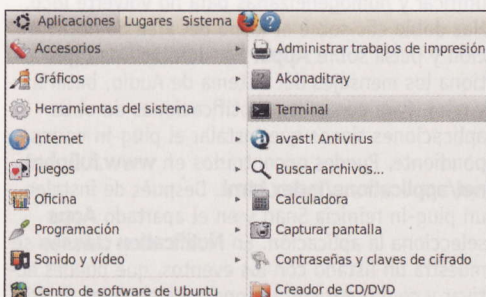 Aplicaciones Lugares Sistema
Accesorios
Gráficos
Herramientas del sistema
Internet
Juegos
Oficina
Programación
Sonido y vídeo
Centro de software de Ubuntu
Administrar trabajos de impresión
Akonaditray
Terminal
avast! Antivirus
Buscar archivos...
Calculadora
Capturar pantalla
Contraseñas y claves de cifrado
Creador de CD/DVD